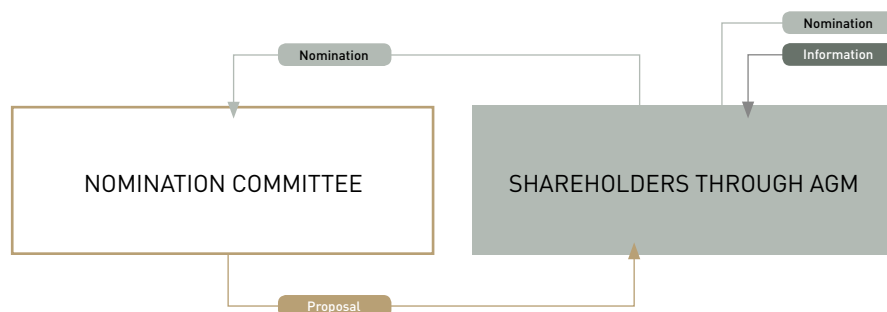 Nomination
Nomination
Information
NOMINATION COMMITTEE
SHAREHOLDERS THROUGH AGM
Proposal